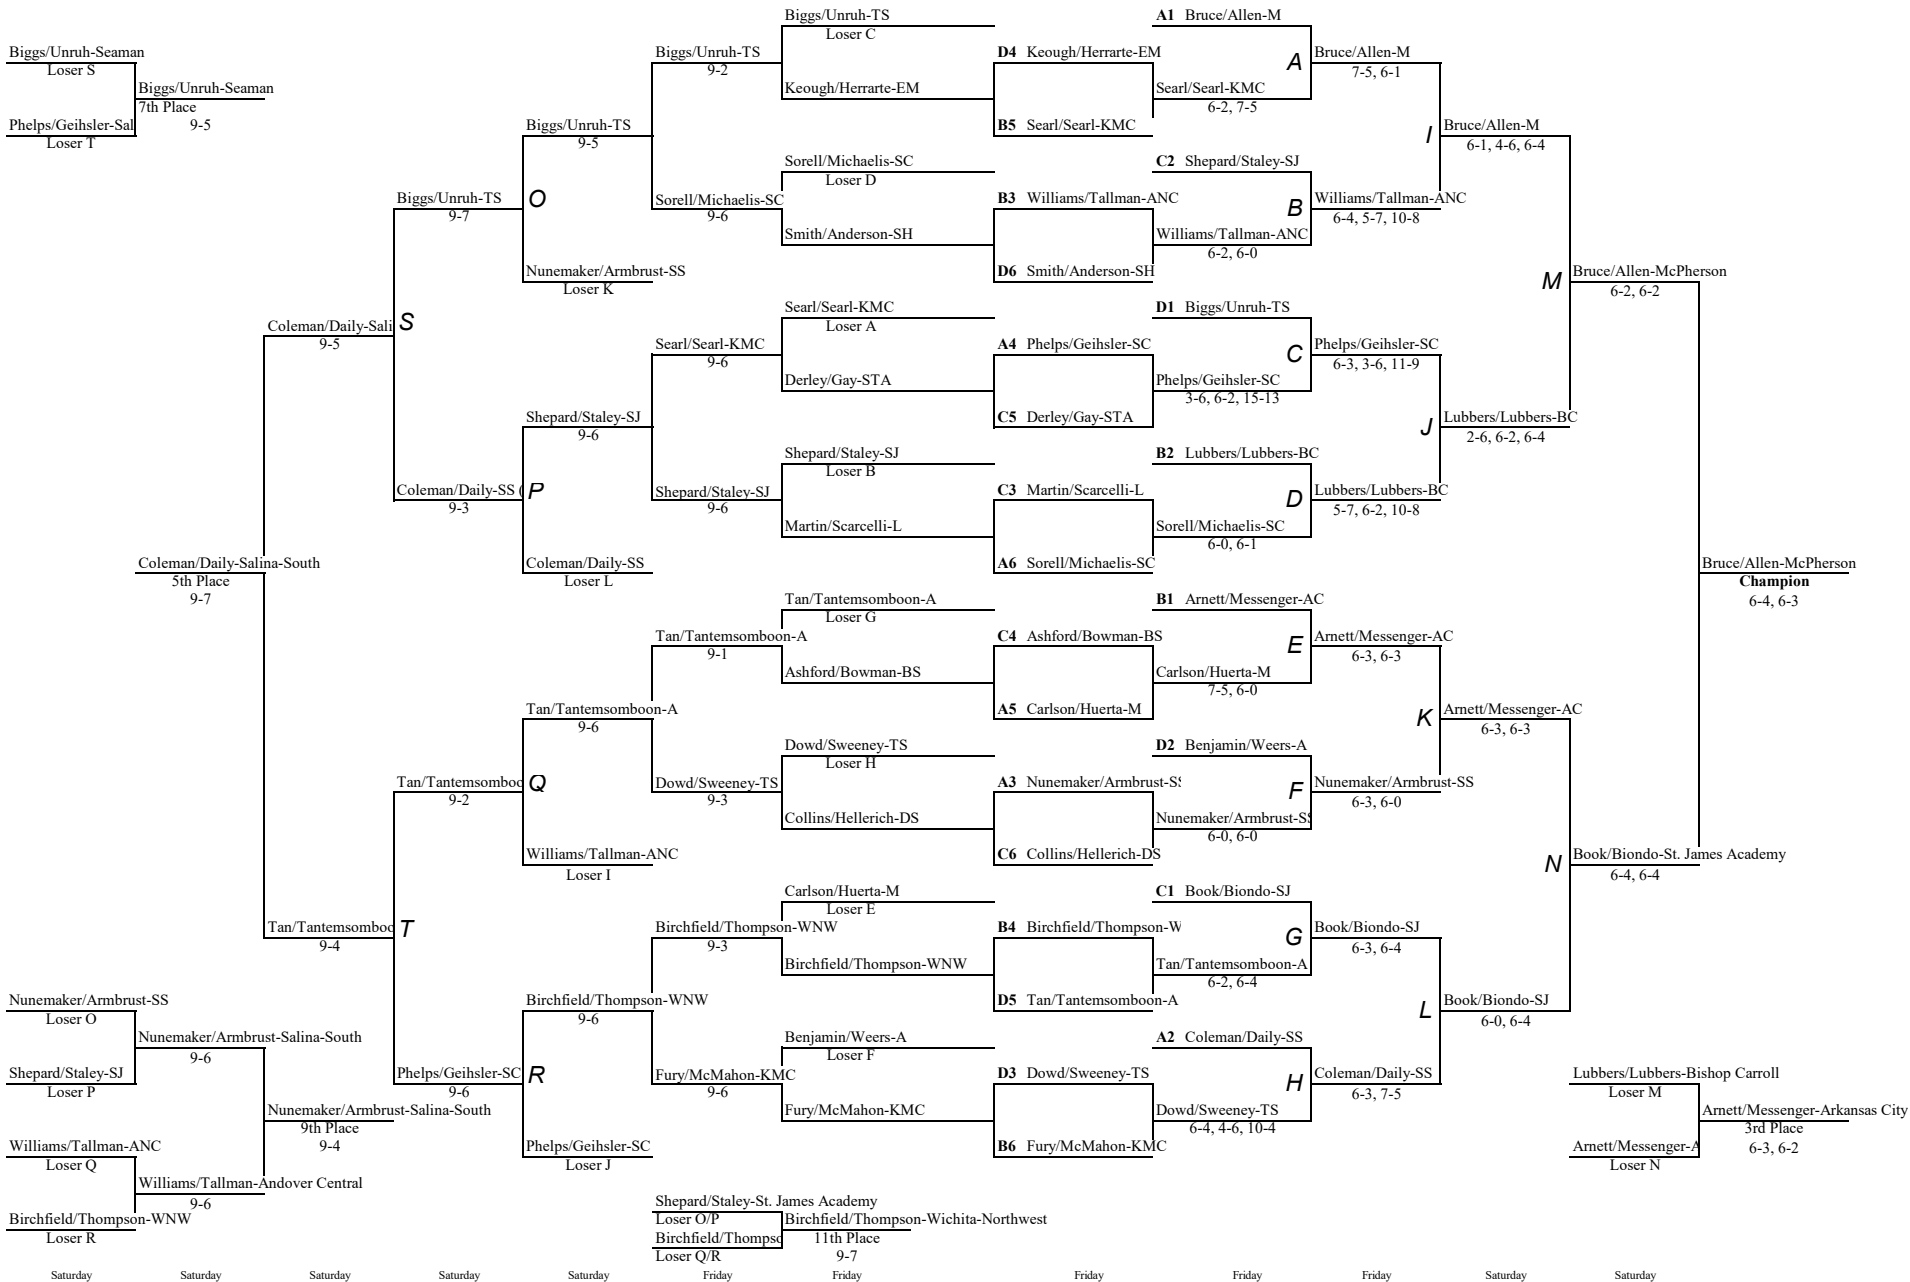 Biggs/Unruh-Seaman
Loser S
Biggs/Unruh-Seaman
7th Place
9-5
Phelps/Geihsler-Sal
Loser T
Coleman/Daily-Salina-South
5th Place
9-7
Nunemaker/Armbrust-SS
Loser O
Nunemaker/Armbrust-Salina-South
9-6
Shepard/Staley-SJ
Loser P
Nunemaker/Armbrust-Salina-South
9th Place
9-4
Williams/Tallman-ANC
Loser Q
Williams/Tallman-Andover Central
9-6
Birchfield/Thompson-WNW
Loser R
Coleman/Daily-Sali
9-5
Tan/Tantemsomboo
9-4
Biggs/Unruh-TS
9-7
S
Coleman/Daily-SS (
9-3
Tan/Tantemsomboo
9-2
T
Phelps/Geihsler-SC
9-6
Biggs/Unruh-TS
9-5
O
Nunemaker/Armbrust-SS
Loser K
Shepard/Staley-SJ
9-6
P
Coleman/Daily-SS
Loser L
Tan/Tantemsomboon-A
9-6
Q
Williams/Tallman-ANC
Loser I
Birchfield/Thompson-WNW
9-6
R
Phelps/Geihsler-SC
Loser J
Biggs/Unruh-TS
9-2
Sorell/Michaelis-SC
9-6
Searl/Searl-KMC
9-6
Shepard/Staley-SJ
9-6
Tan/Tantemsomboon-A
9-1
Dowd/Sweeney-TS
9-3
Birchfield/Thompson-WNW
9-3
Fury/McMahon-KMC
9-6
Shepard/Staley-St. James Academy
Loser O/P
Birchfield/Thompson-Wichita-Northwest
Birchfield/Thompso
11th Place
Loser Q/R
9-7
Biggs/Unruh-TS
Loser C
Keough/Herrarte-EM
Sorell/Michaelis-SC
Loser D
Smith/Anderson-SH
Searl/Searl-KMC
Loser A
Derley/Gay-STA
Shepard/Staley-SJ
Loser B
Martin/Scarcelli-L
Tan/Tantemsomboon-A
Loser G
Ashford/Bowman-BS
Dowd/Sweeney-TS
Loser H
Collins/Hellerich-DS
Carlson/Huerta-M
Loser E
Birchfield/Thompson-WNW
Benjamin/Weers-A
Loser F
Fury/McMahon-KMC
D4 Keough/Herrarte-EM
B5 Searl/Searl-KMC
B3 Williams/Tallman-ANC
D6 Smith/Anderson-SH
A4 Phelps/Geihsler-SC
C5 Derley/Gay-STA
C3 Martin/Scarcelli-L
A6 Sorell/Michaelis-SC
C4 Ashford/Bowman-BS
A5 Carlson/Huerta-M
A3 Nunemaker/Armbrust-SS
C6 Collins/Hellerich-DS
B4 Birchfield/Thompson-W
D5 Tan/Tantemsomboon-A
D3 Dowd/Sweeney-TS
B6 Fury/McMahon-KMC
A1 Bruce/Allen-M
A
Searl/Searl-KMC
6-2, 7-5
C2 Shepard/Staley-SJ
B
Williams/Tallman-ANC
6-2, 6-0
D1 Biggs/Unruh-TS
C
Phelps/Geihsler-SC
3-6, 6-2, 15-13
B2 Lubbers/Lubbers-BC
D
Sorell/Michaelis-SC
6-0, 6-1
B1 Arnett/Messenger-AC
E
Carlson/Huerta-M
7-5, 6-0
D2 Benjamin/Weers-A
F
Nunemaker/Armbrust-SS
6-0, 6-0
C1 Book/Biondo-SJ
G
Tan/Tantemsomboon-A
6-2, 6-4
A2 Coleman/Daily-SS
H
Dowd/Sweeney-TS
6-4, 4-6, 10-4
Bruce/Allen-M
7-5, 6-1
I
Williams/Tallman-ANC
6-4, 5-7, 10-8
Phelps/Geihsler-SC
6-3, 3-6, 11-9
J
Lubbers/Lubbers-BC
5-7, 6-2, 10-8
Arnett/Messenger-AC
6-3, 6-3
K
Nunemaker/Armbrust-SS
6-3, 6-0
Book/Biondo-SJ
6-3, 6-4
L
Coleman/Daily-SS
6-3, 7-5
Bruce/Allen-M
6-1, 4-6, 6-4
M
Lubbers/Lubbers-BC
2-6, 6-2, 6-4
Arnett/Messenger-AC
6-3, 6-3
N
Book/Biondo-SJ
6-0, 6-4
Bruce/Allen-McPherson
6-2, 6-2
Book/Biondo-St. James Academy
6-4, 6-4
Bruce/Allen-McPherson
Champion
6-4, 6-3
Lubbers/Lubbers-Bishop Carroll
Loser M
Arnett/Messenger-Arkansas City
3rd Place
6-3, 6-2
Arnett/Messenger-A
Loser N
Saturday Saturday Saturday Saturday Saturday Friday Friday Friday Friday Friday Saturday Saturday